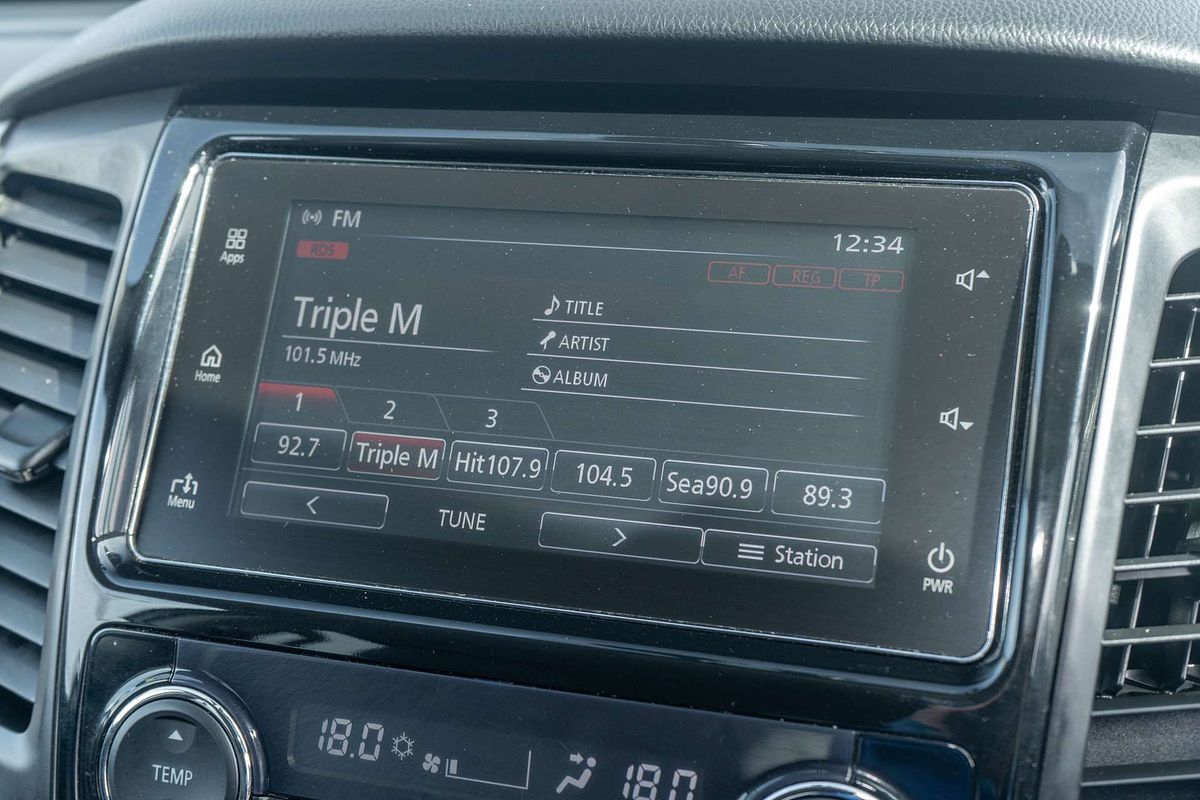 FM
12:34
RDS
AF REG TP
Apps
Triple M
101.5 MHz
TITLE
ARTIST
ALBUM
Home
1 2 3
92.7 Triple M Hit107.9 104.5 Sea90.9 89.3
Menu
< TUNE > Station
PWR
18.0 18.0
TEMP